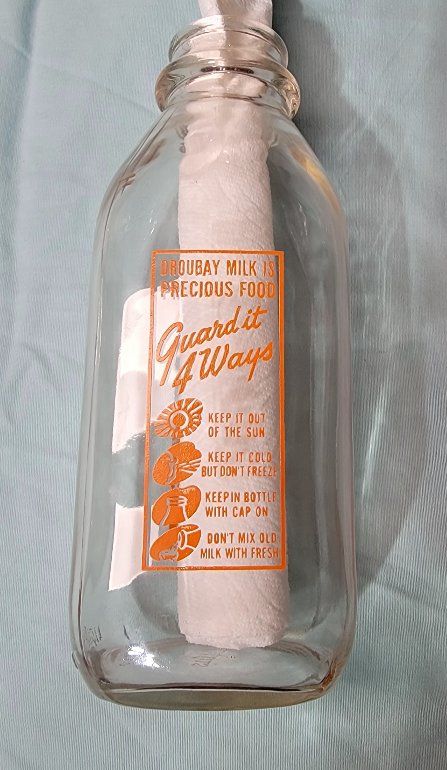 DROUBAY MILK IS
PRECIOUS FOOD
Guard it
4 Ways
KEEP IT OUT
OF THE SUN
KEEP IT COLD
BUT DON'T FREEZE
KEEP IN BOTTLE
WITH CAP ON
DON'T MIX OLD
MILK WITH FRESH